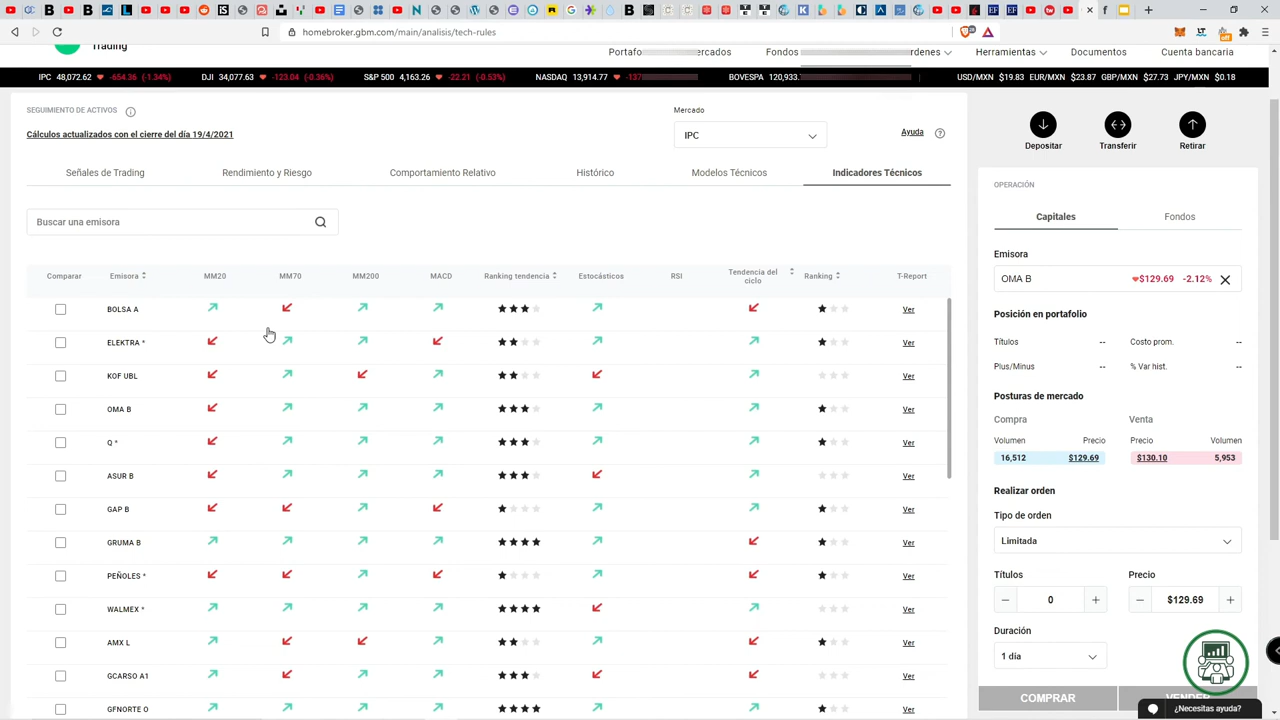 homebroker.gbm.com/main/analisis/tech-rules
Trading
Portafo
ercados
Fondos
rdenes
Herramientas
Documentos
Cuenta bancaria
IPC 48,072.62 -654.36 (-1.34%) DJI 34,077.63 -123.04 (-0.36%) S&P 500 4,163.26 -22.21 (-0.53%) NASDAQ 13,914.77 -137 BOVESPA 120,933. USD/MXN $19.83 EUR/MXN $23.87 GBP/MXN $27.73 JPY/MXN $0.18
SEGUIMIENTO DE ACTIVOS
Cálculos actualizados con el cierre del día 19/4/2021
Mercado
IPC
Ayuda
Señales de Trading Rendimiento y Riesgo Comportamiento Relativo Histórico Modelos Técnicos Indicadores Técnicos
Buscar una emisora
Comparar Emisora MM20 MM70 MM200 MACD Ranking tendencia Estocásticos RSI Tendencia del ciclo Ranking T-Report
BOLSA A Ver
ELEKTRA * Ver
KOF UBL Ver
OMA B Ver
Q * Ver
ASUR B Ver
GAP B Ver
GRUMA B Ver
PEÑOLES * Ver
WALMEX * Ver
AMX L Ver
GCARSO A1 Ver
GFNORTE O Ver
Depositar Transferir Retirar
OPERACIÓN
Capitales Fondos
Emisora
OMA B $129.69 -2.12%
Posición en portafolio
Títulos -- Costo prom. --
Plus/Minus -- % Var hist. --
Posturas de mercado
Compra Venta
Volumen Precio Precio Volumen
16,512 $129.69 $130.10 5,953
Realizar orden
Tipo de orden
Limitada
Títulos Precio
0 $129.69
Duración
1 día
COMPRAR VENDER
¿Necesitas ayuda?